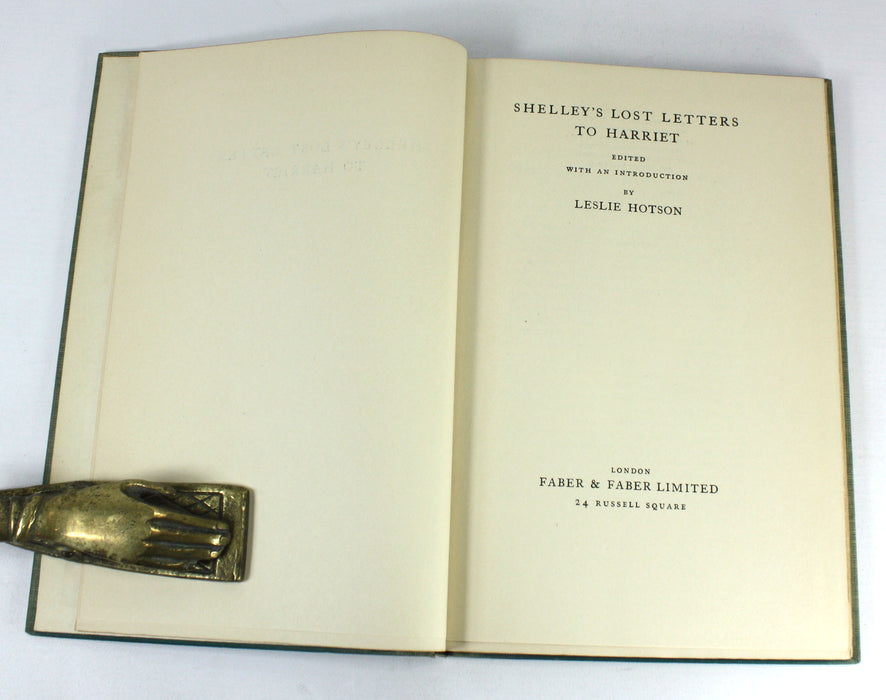 SHELLEY'S LOST LETTERS
TO HARRIET
EDITED
WITH AN INTRODUCTION
BY
LESLIE HOTSON
LONDON
FABER & FABER LIMITED
24 RUSSELL SQUARE